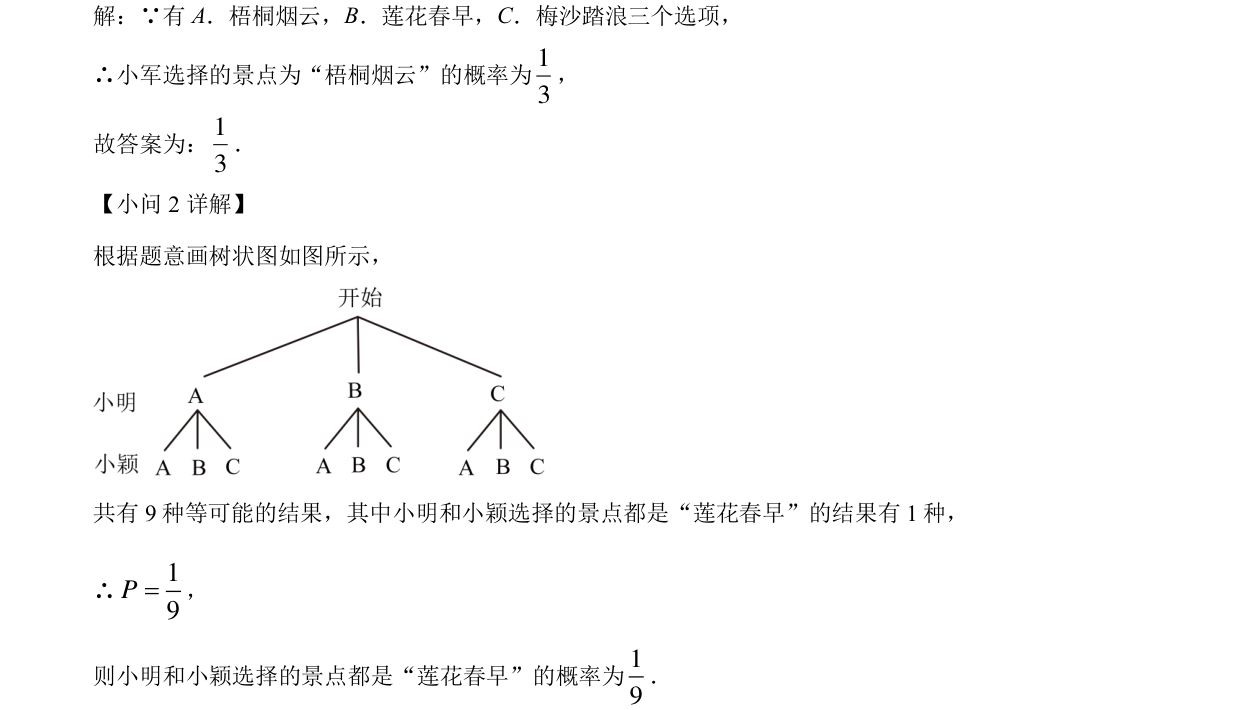 解：∵有 A．梧桐烟云，B．莲花春早，C．梅沙踏浪三个选项，
∴小军选择的景点为“梧桐烟云”的概率为1/3，
故答案为：1/3．
【小问 2 详解】
根据题意画树状图如图所示，
开始
小明 A B C
小颖 A B C A B C A B C
共有 9 种等可能的结果，其中小明和小颖选择的景点都是“莲花春早”的结果有 1 种，
∴ P = 1/9，
则小明和小颖选择的景点都是“莲花春早”的概率为1/9．